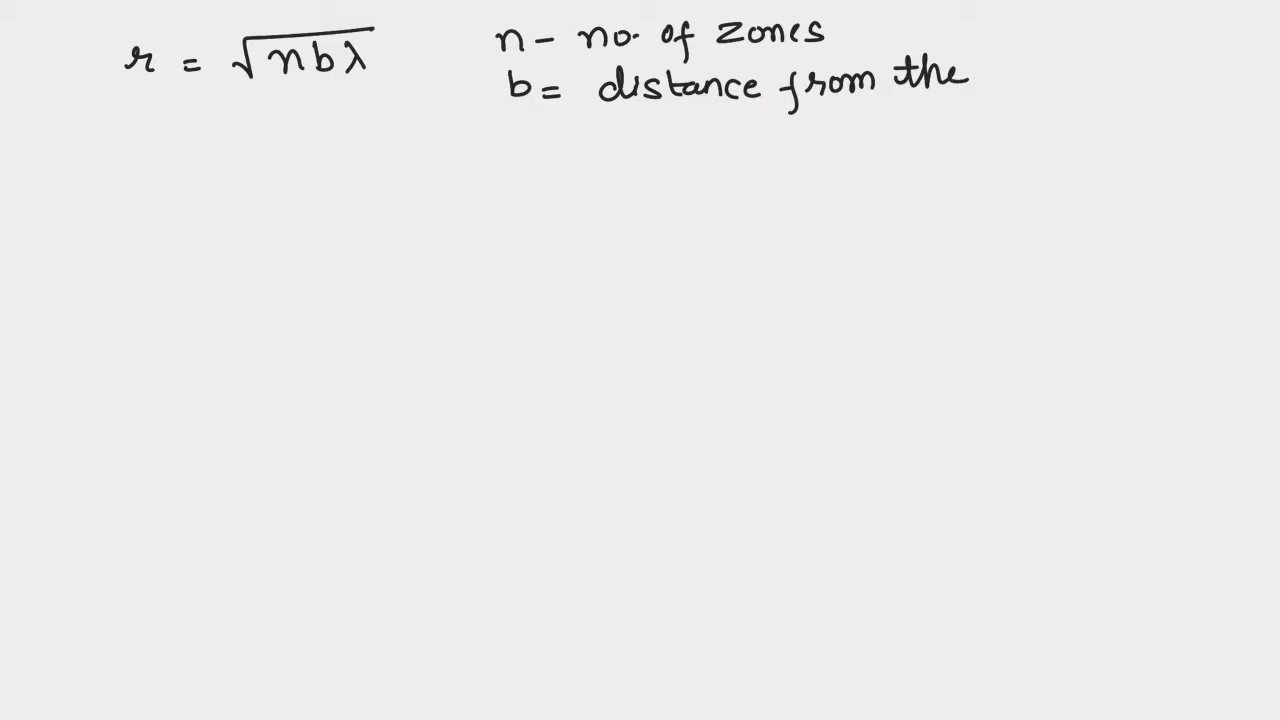 r = √nbλ n - no. of zones
b = distance from the